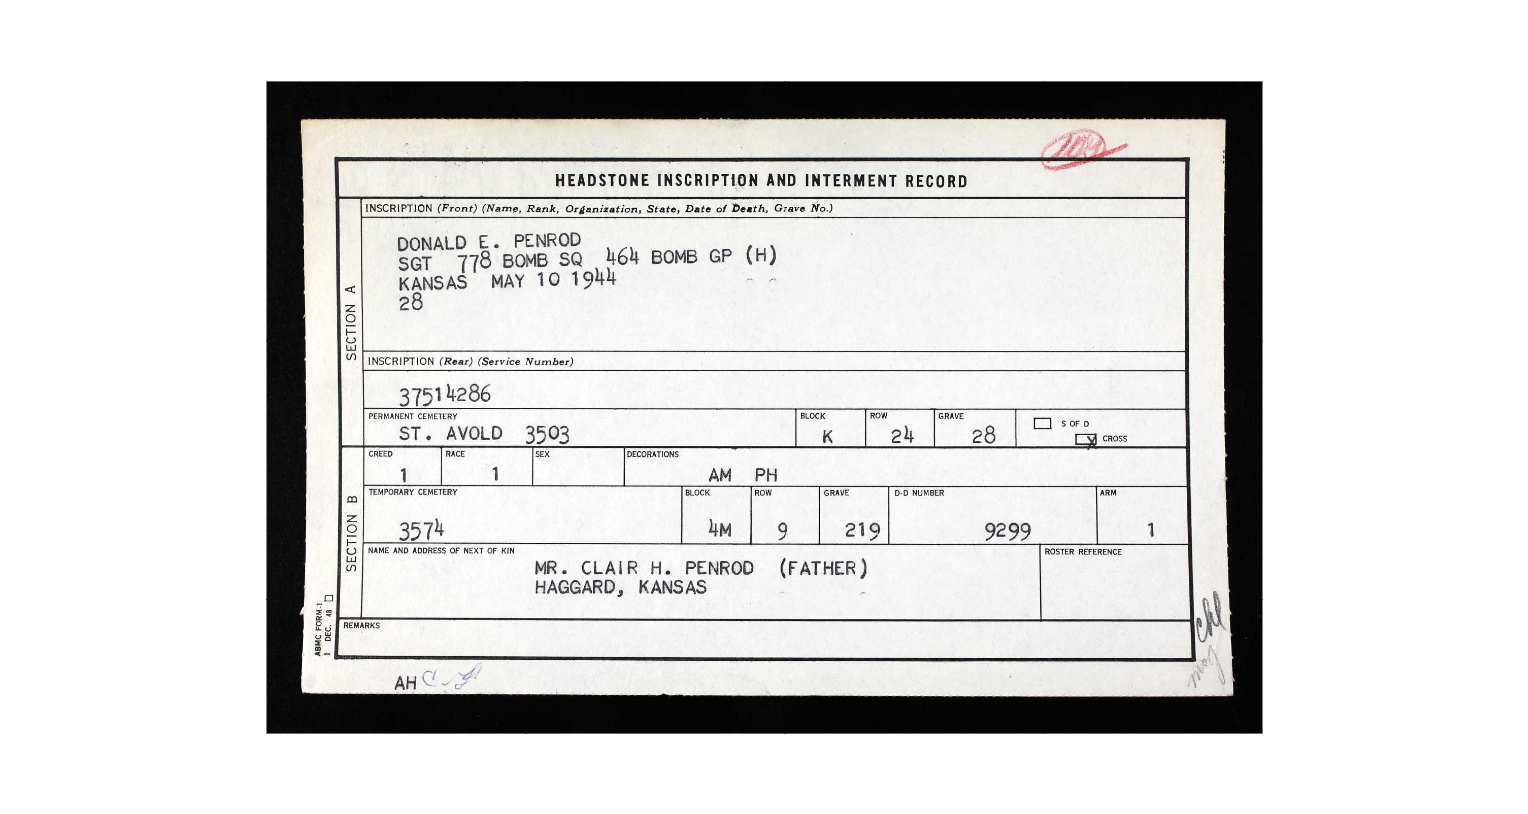 HEADSTONE INSCRIPTION AND INTERMENT RECORD
SECTION A
INSCRIPTION (Front) (Name, Rank, Organization, State, Date of Death, Grave No.)
DONALD E. PENROD
SGT 778 BOMB SQ 464 BOMB GP (H)
KANSAS MAY 10 1944
28
INSCRIPTION (Rear) (Service Number)
37514286
PERMANENT CEMETERY BLOCK ROW GRAVE S OF D
ST. AVOLD 3503 K 24 28 CROSS
SECTION B
CREED RACE SEX DECORATIONS
1 1 AM PH
TEMPORARY CEMETERY BLOCK ROW GRAVE D-D NUMBER ARM
3574 4M 9 219 9299 1
NAME AND ADDRESS OF NEXT OF KIN ROSTER REFERENCE
MR. CLAIR H. PENROD (FATHER)
HAGGARD, KANSAS
REMARKS
ABMC FORM-1
1 DEC. 48
AH